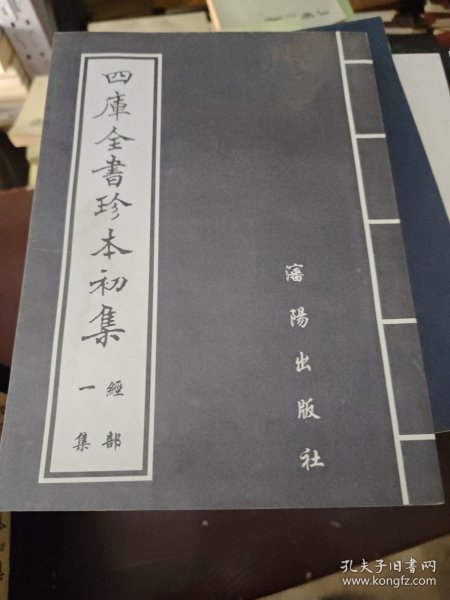 四庫全書珍本初集
經部
一集
瀋陽出版社
孔夫子旧书网
www.kongfz.com